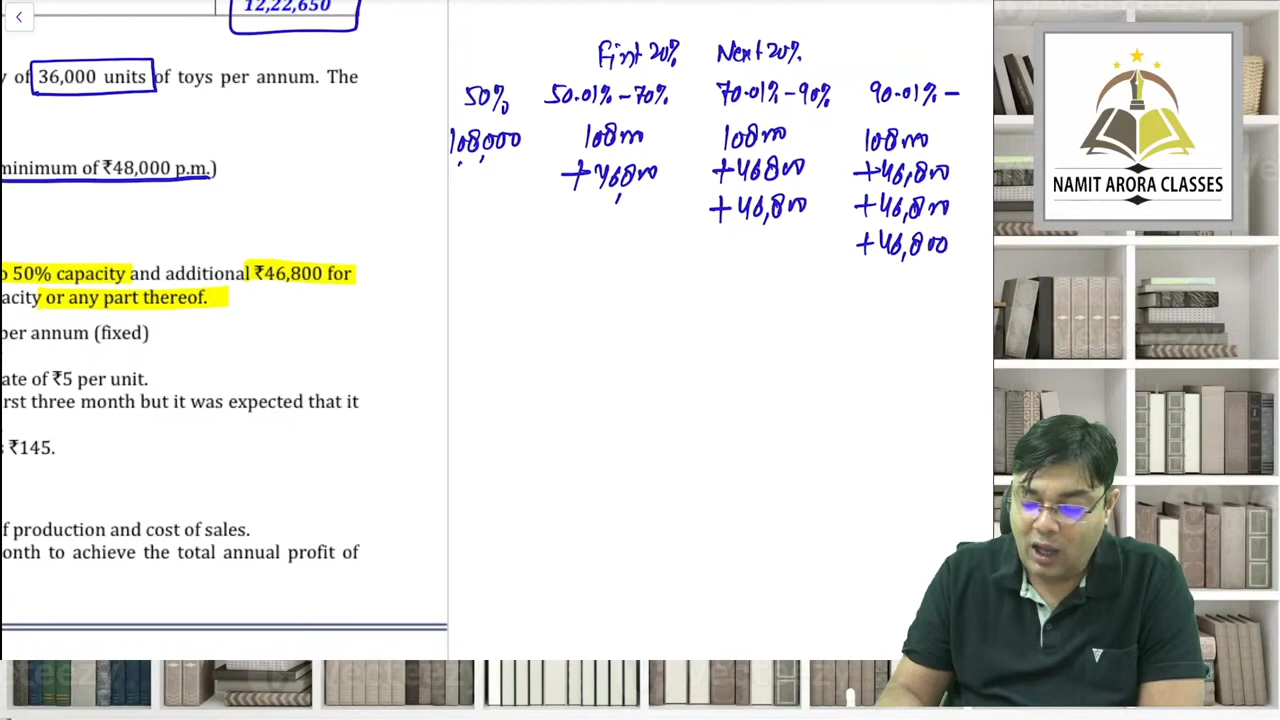 12,22,650
y of 36,000 units of toys per annum. The
minimum of ₹48,000 p.m.)
o 50% capacity and additional ₹46,800 for
acity or any part thereof.
per annum (fixed)
ate of ₹5 per unit.
rst three month but it was expected that it
s ₹145.
f production and cost of sales.
onth to achieve the total annual profit of
First 20% Next 20%
50% 50.01% - 70% 70.01% - 90% 90.01% -
108,000 108000 108000 108000
+46800 +46800 +46,800
+46,800 +46,800
+46,800
NAMIT ARORA CLASSES